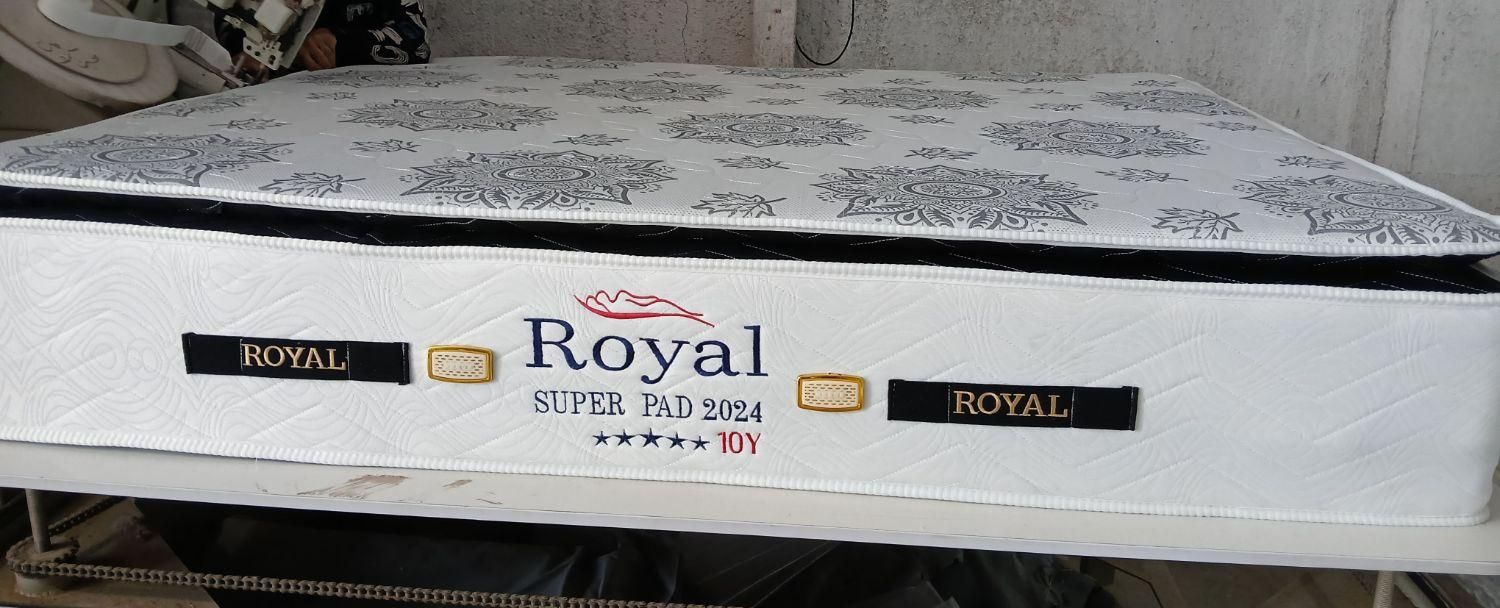 ROYAL
Royal
SUPER PAD 2024
★★★★★ 10Y
ROYAL